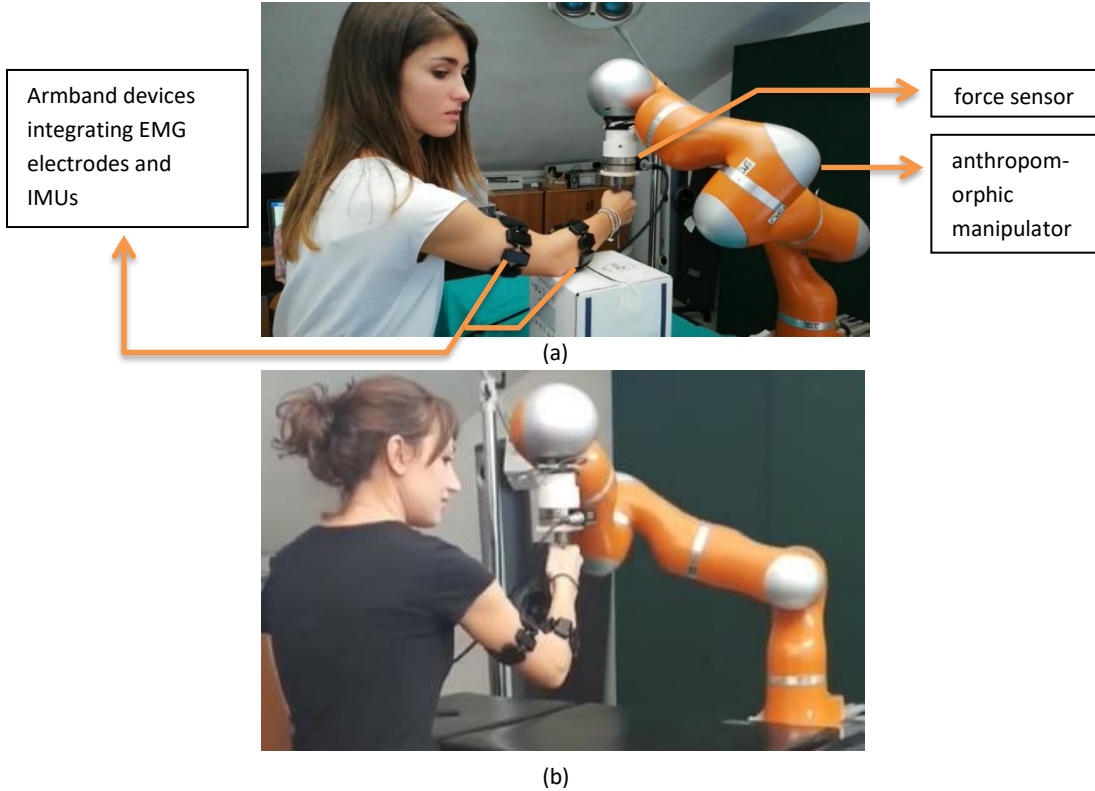 Armband devices
integrating EMG
electrodes and
IMUs
force sensor
anthropom-
orphic
manipulator
(a)
(b)